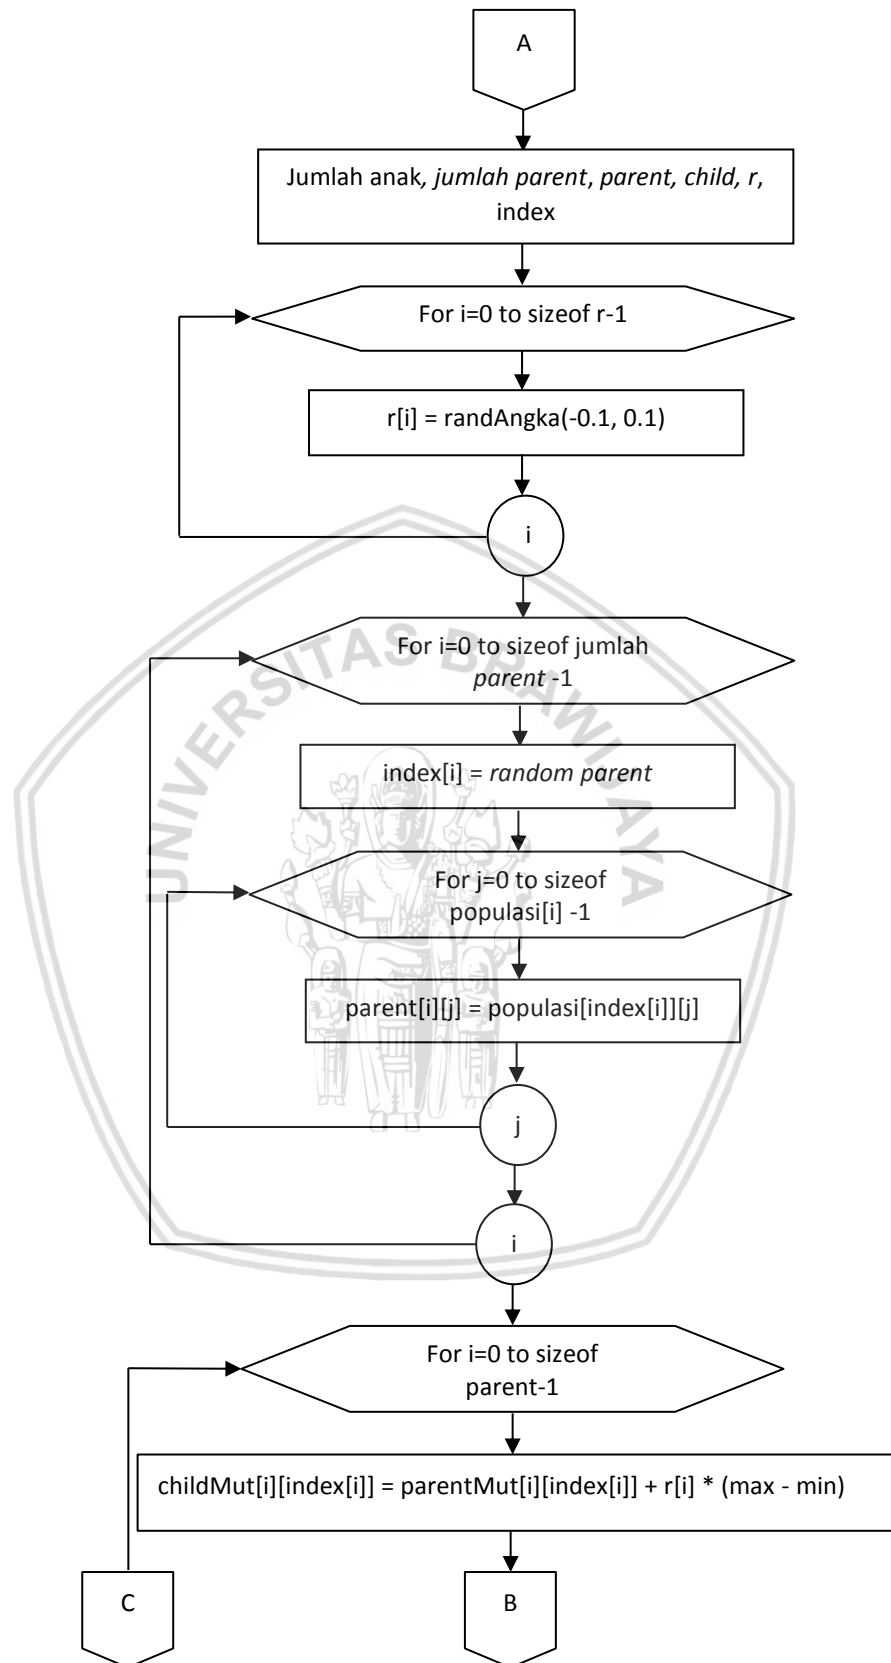 A
Jumlah anak, jumlah parent, parent, child, r,
index
For i=0 to sizeof r-1
r[i] = randAngka(-0.1, 0.1)
i
For i=0 to sizeof jumlah
parent -1
index[i] = random parent
For j=0 to sizeof
populasi[i] -1
parent[i][j] = populasi[index[i]][j]
j
i
For i=0 to sizeof
parent-1
childMut[i][index[i]] = parentMut[i][index[i]] + r[i] * (max - min)
C
B
UNIVERSITAS BRAWIJAYA